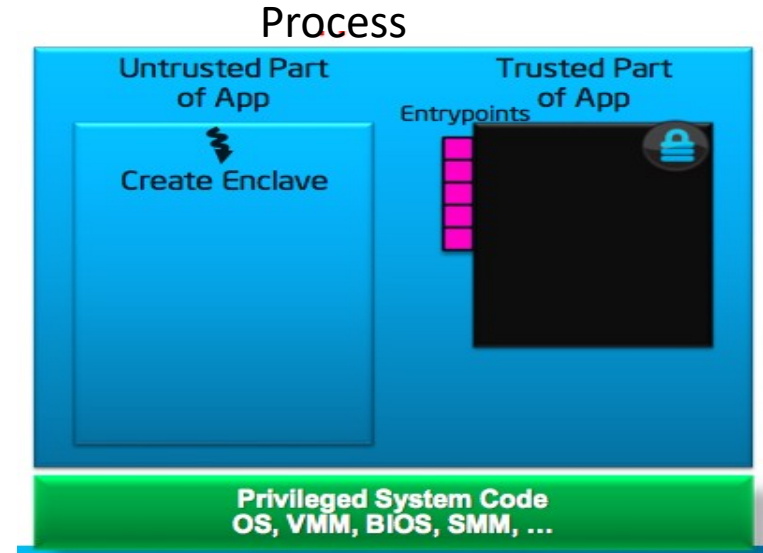 Process
Untrusted Part
of App
Trusted Part
of App
Entrypoints
Create Enclave
Privileged System Code
OS, VMM, BIOS, SMM, ...